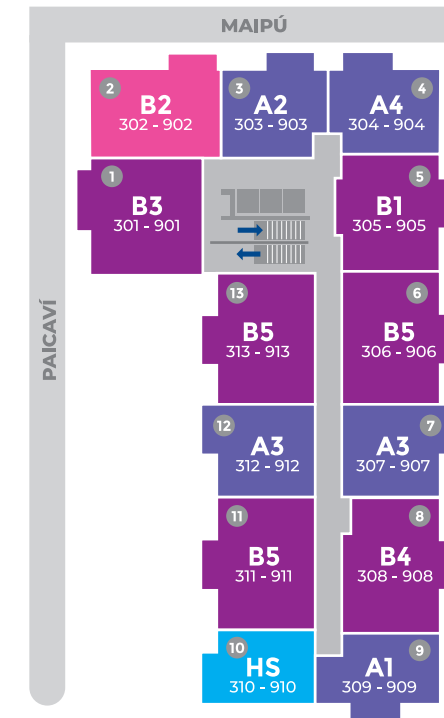 MAIPÚ
PAICAVÍ
2
B2
302 - 902
3
A2
303 - 903
4
A4
304 - 904
1
B3
301 - 901
5
B1
305 - 905
13
B5
313 - 913
6
B5
306 - 906
12
A3
312 - 912
7
A3
307 - 907
11
B5
311 - 911
8
B4
308 - 908
10
HS
310 - 910
9
A1
309 - 909